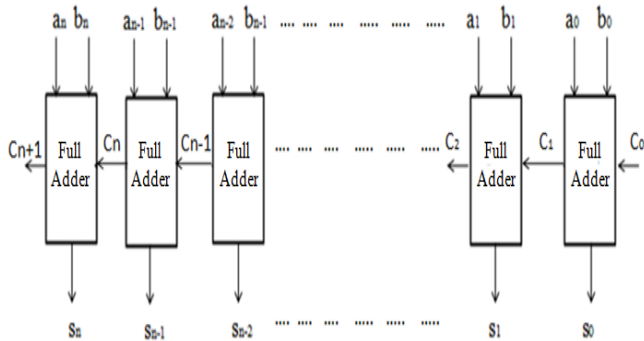 an bn an-1 bn-1 an-2 bn-1 .... .... .... .... .... ..... a1 b1 a0 b0
Cn+1 Full Adder Cn Full Adder Cn-1 Full Adder .... .... ..... ..... ..... ..... C2 Full Adder C1 Full Adder C0
sn sn-1 sn-2 .... .... .... .... .... ..... s1 s0